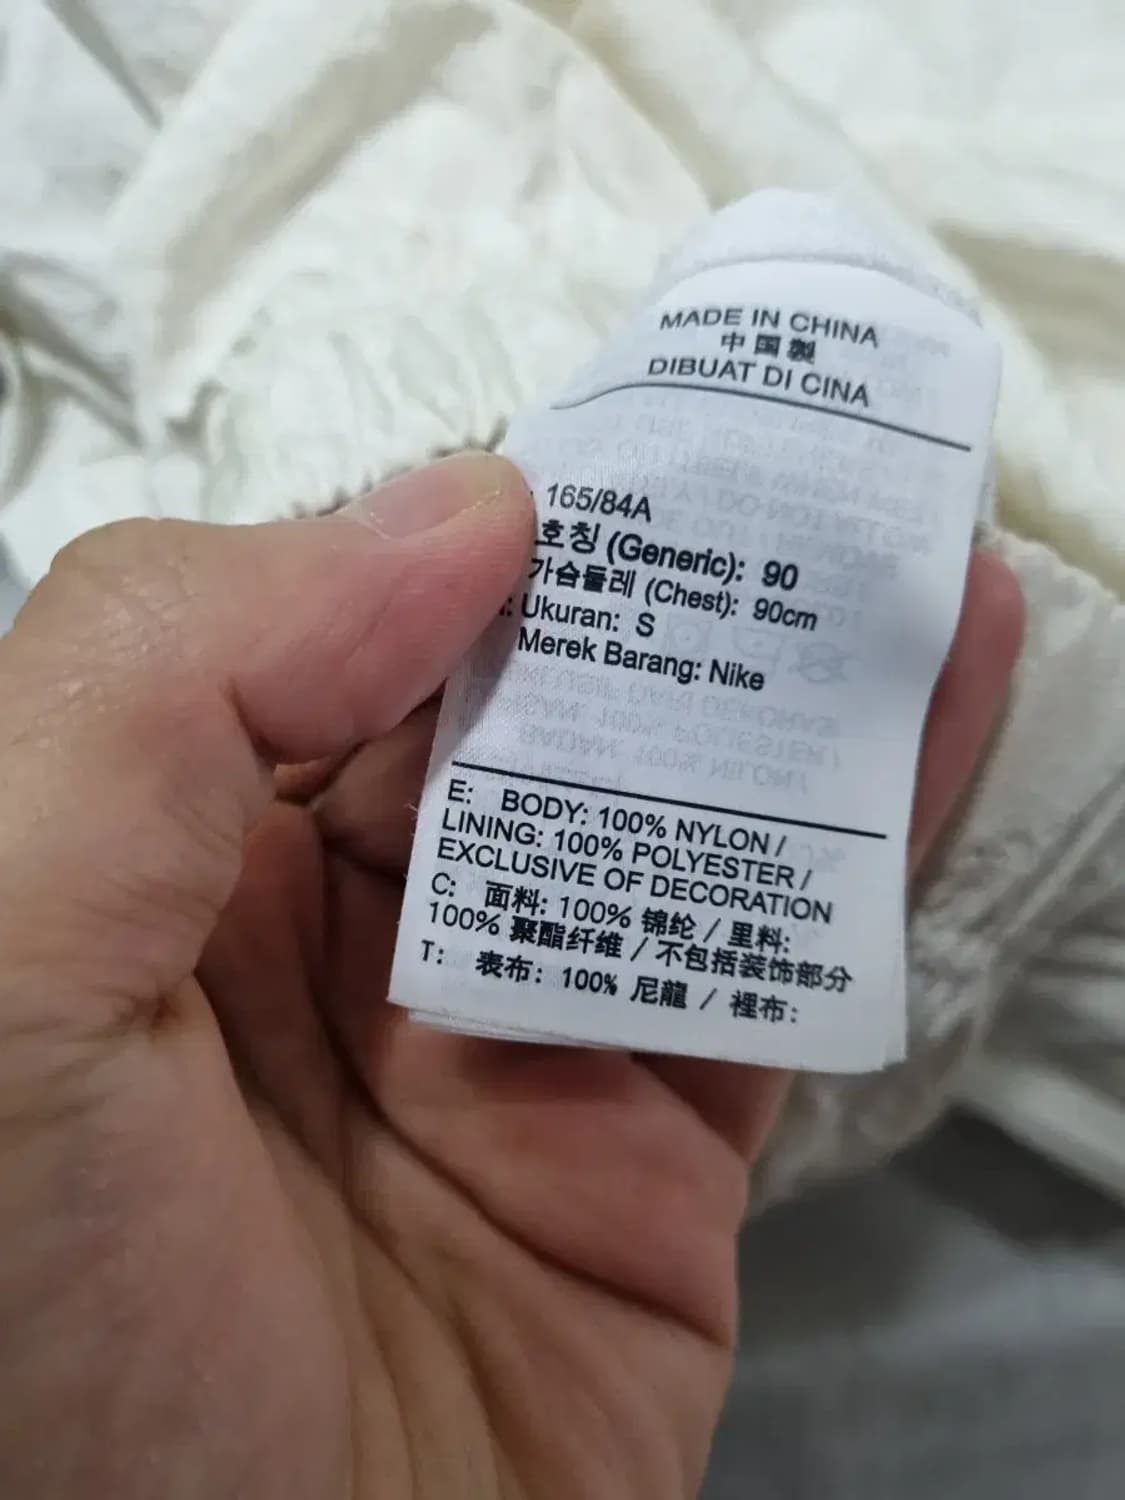 MADE IN CHINA
中国製
DIBUAT DI CINA
165/84A
호칭 (Generic): 90
가슴둘레 (Chest): 90cm
Ukuran: S
Merek Barang: Nike
E: BODY: 100% NYLON /
LINING: 100% POLYESTER /
EXCLUSIVE OF DECORATION
C: 面料: 100% 锦纶 / 里料:
100% 聚酯纤维 / 不包括装饰部分
T: 表布: 100% 尼龍 / 裡布: